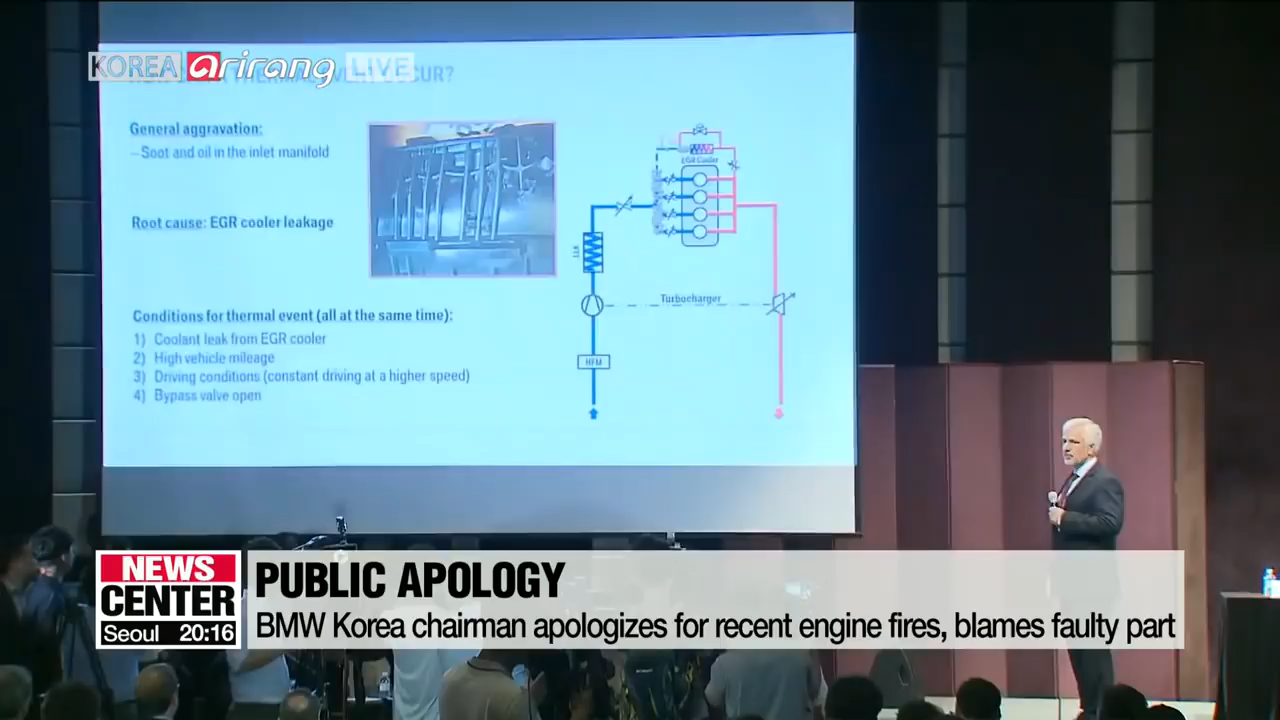 KOREA arirang LIVE
General aggravation:
– Soot and oil in the inlet manifold
Root cause: EGR cooler leakage
Conditions for thermal event (all at the same time):
1) Coolant leak from EGR cooler
2) High vehicle mileage
3) Driving conditions (constant driving at a higher speed)
4) Bypass valve open
EGR Cooler
LLK
Turbocharger
HFM
NEWS
CENTER
Seoul 20:16
PUBLIC APOLOGY
BMW Korea chairman apologizes for recent engine fires, blames faulty part